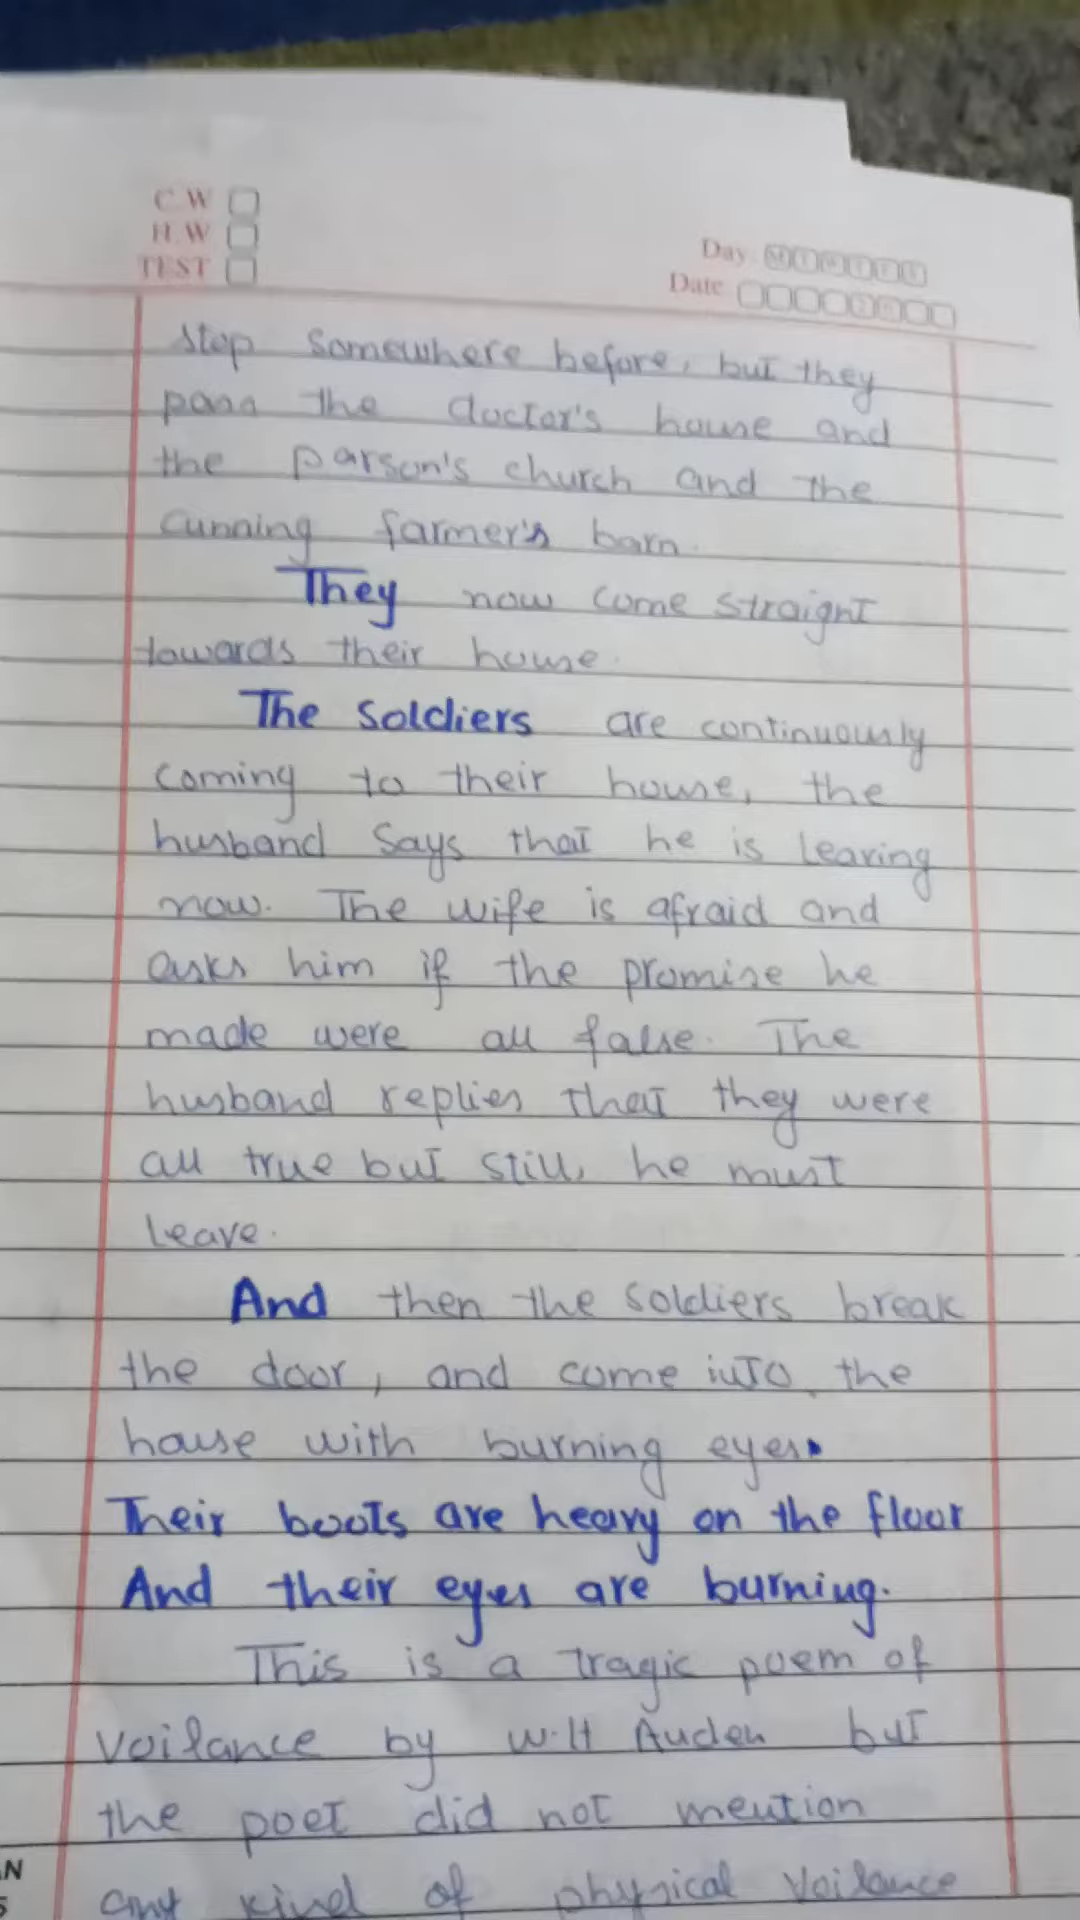 C.W
H.W
TEST
Day
Date
stop somewhere before, but they
pass the doctor's house and
the parson's church and the
cunning farmer's barn.
They now come straight
towards their house.
The soldiers are continuously
coming to their house, the
husband says that he is leaving
now. The wife is afraid and
asks him if the promise he
made were all false. The
husband replies that they were
all true but still, he must
leave.
And then the soldiers break
the door, and come into the
house with burning eyes.
Their boots are heavy on the floor
And their eyes are burning.
This is a tragic poem of
voilance by W.H Auden but
the poet did not mention
any kind of physical voilance